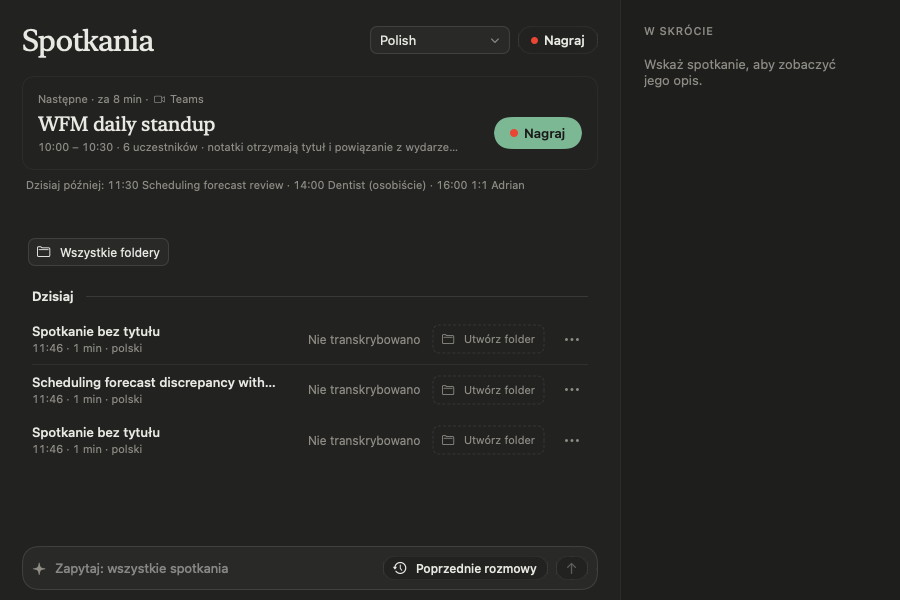 Spotkania
Polish
Nagraj
Następne · za 8 min · Teams
WFM daily standup
10:00 – 10:30 · 6 uczestników · notatki otrzymają tytuł i powiązanie z wydarze...
Nagraj
Dzisiaj później: 11:30 Scheduling forecast review · 14:00 Dentist (osobiście) · 16:00 1:1 Adrian
Wszystkie foldery
Dzisiaj
Spotkanie bez tytułu
11:46 · 1 min · polski
Nie transkrybowano
Utwórz folder
Scheduling forecast discrepancy with...
11:46 · 1 min · polski
Nie transkrybowano
Utwórz folder
Spotkanie bez tytułu
11:46 · 1 min · polski
Nie transkrybowano
Utwórz folder
Zapytaj: wszystkie spotkania
Poprzednie rozmowy
W SKRÓCIE
Wskaż spotkanie, aby zobaczyć
jego opis.